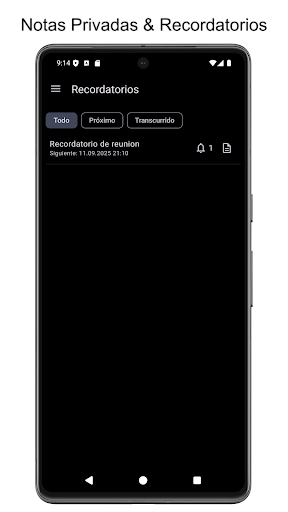 Notas Privadas & Recordatorios
9:14
Recordatorios
Todo
Próximo
Transcurrido
Recordatorio de reunion
1
Siguiente: 11.09.2025 21:10